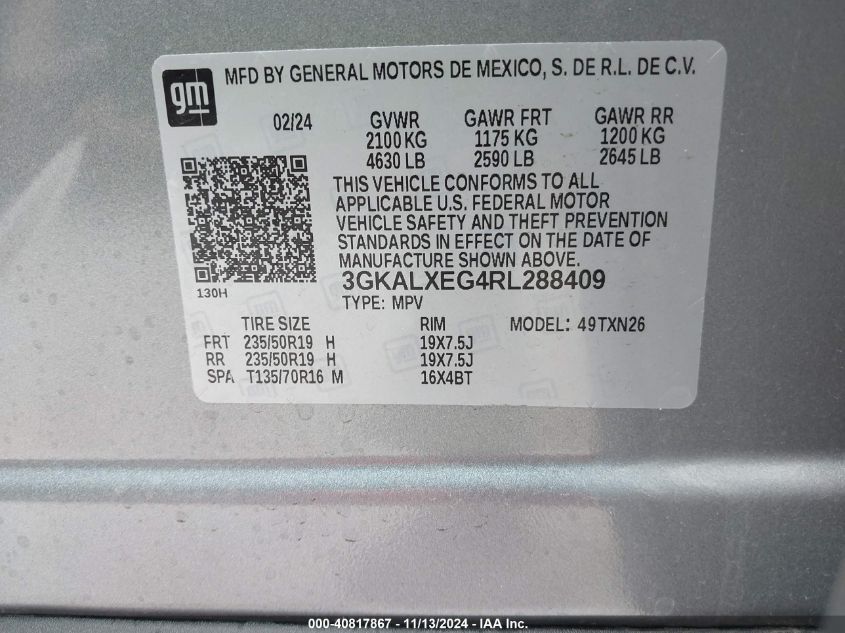 gm
MFD BY GENERAL MOTORS DE MEXICO, S. DE R.L. DE C.V.
02/24 GVWR GAWR FRT GAWR RR
2100 KG 1175 KG 1200 KG
4630 LB 2590 LB 2645 LB
THIS VEHICLE CONFORMS TO ALL
APPLICABLE U.S. FEDERAL MOTOR
VEHICLE SAFETY AND THEFT PREVENTION
STANDARDS IN EFFECT ON THE DATE OF
MANUFACTURE SHOWN ABOVE.
130H
3GKALXEG4RL288409
TYPE: MPV
TIRE SIZE RIM MODEL: 49TXN26
FRT 235/50R19 H 19X7.5J
RR 235/50R19 H 19X7.5J
SPA T135/70R16 M 16X4BT
000-40817867 - 11/13/2024 - IAA Inc.